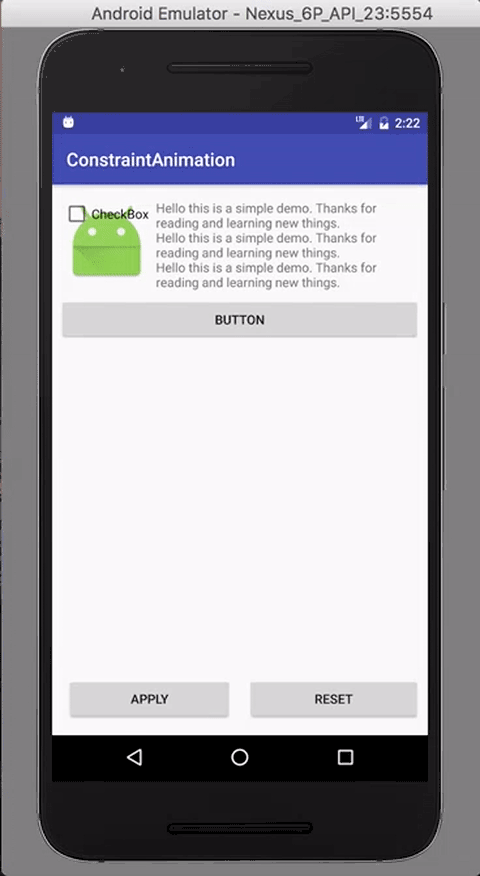 Android Emulator - Nexus_6P_API_23:5554
LTE 2:22
ConstraintAnimation
CheckBox
Hello this is a simple demo. Thanks for
reading and learning new things.
Hello this is a simple demo. Thanks for
reading and learning new things.
Hello this is a simple demo. Thanks for
reading and learning new things.
BUTTON
APPLY RESET